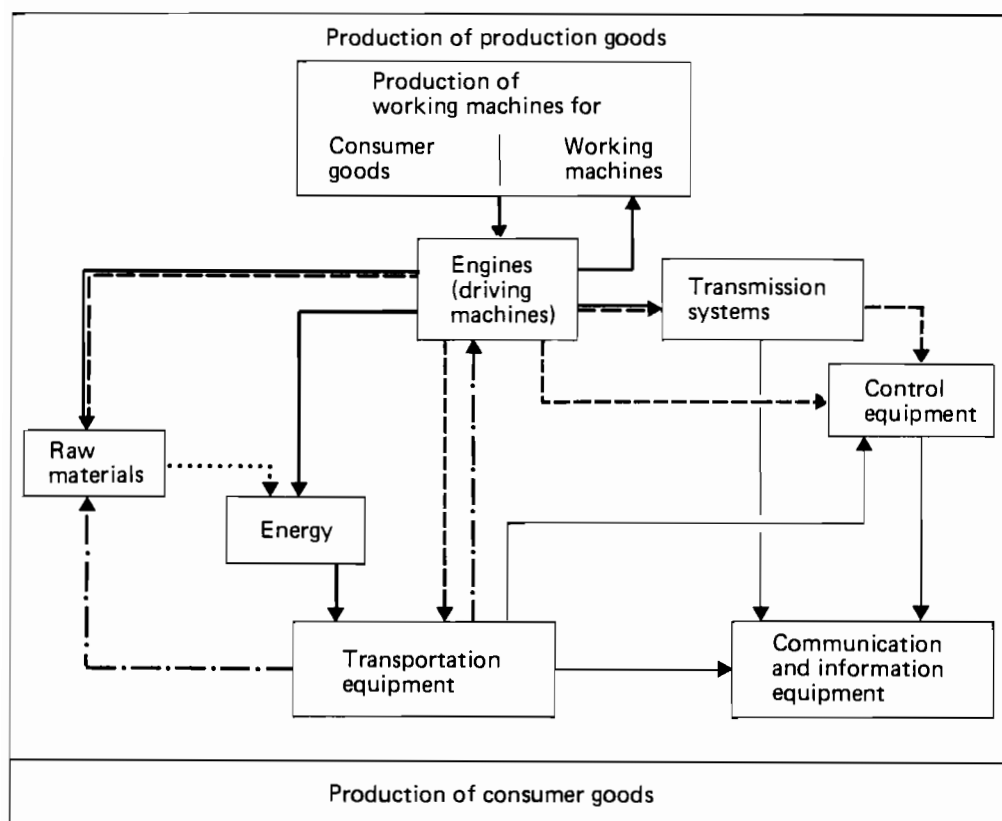 Production of production goods
Production of
working machines for
Consumer
goods
Working
machines
Engines
(driving
machines)
Transmission
systems
Control
equipment
Raw
materials
Energy
Transportation
equipment
Communication
and information
equipment
Production of consumer goods